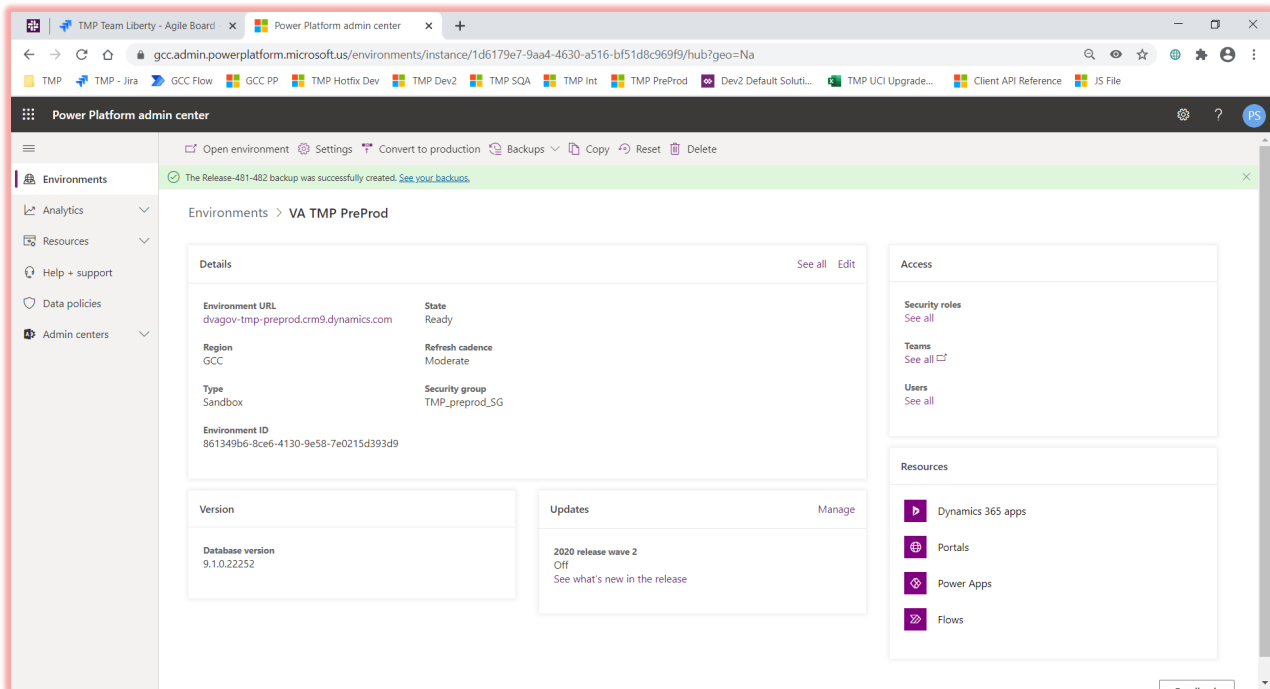 TMP Team Liberty - Agile Board -
Power Platform admin center
gcc.admin.powerplatform.microsoft.us/environments/instance/1d6179e7-9aa4-4630-a516-bf51d8c969f9/hub?geo=Na
TMP
TMP - Jira
GCC Flow
GCC PP
TMP Hotfix Dev
TMP Dev2
TMP SQA
TMP Int
TMP PreProd
Dev2 Default Soluti...
TMP UCI Upgrade...
Client API Reference
JS File
Power Platform admin center
PS
Open environment
Settings
Convert to production
Backups
Copy
Reset
Delete
The Release-481-482 backup was successfully created. See your backups.
Environments
Analytics
Resources
Help + support
Data policies
Admin centers
Environments > VA TMP PreProd
Details
See all
Edit
Environment URL
dvagov-tmp-preprod.crm9.dynamics.com
State
Ready
Region
GCC
Refresh cadence
Moderate
Type
Sandbox
Security group
TMP_preprod_SG
Environment ID
861349b6-8ce6-4130-9e58-7e0215d393d9
Access
Security roles
See all
Teams
See all
Users
See all
Version
Database version
9.1.0.22252
Updates
Manage
2020 release wave 2
Off
See what's new in the release
Resources
Dynamics 365 apps
Portals
Power Apps
Flows